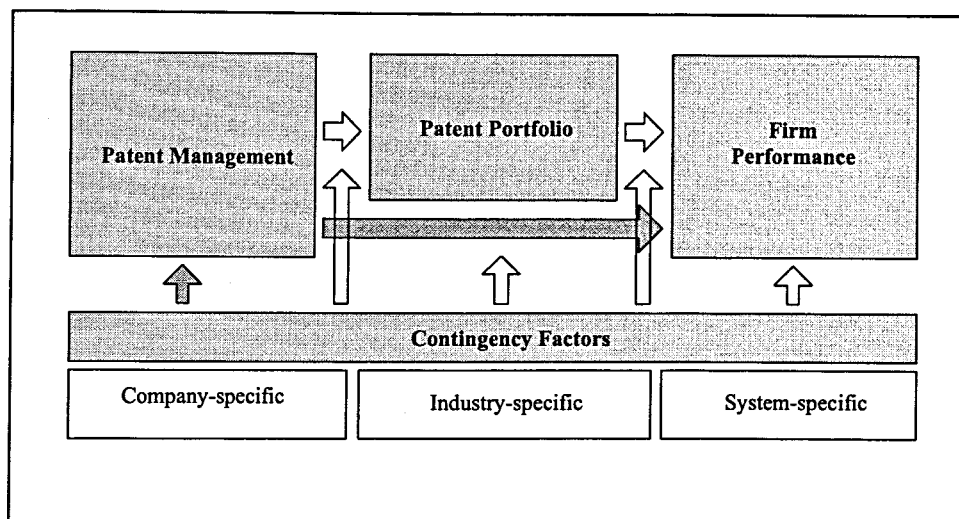 Patent Management
Patent Portfolio
Firm
Performance
Contingency Factors
Company-specific
Industry-specific
System-specific